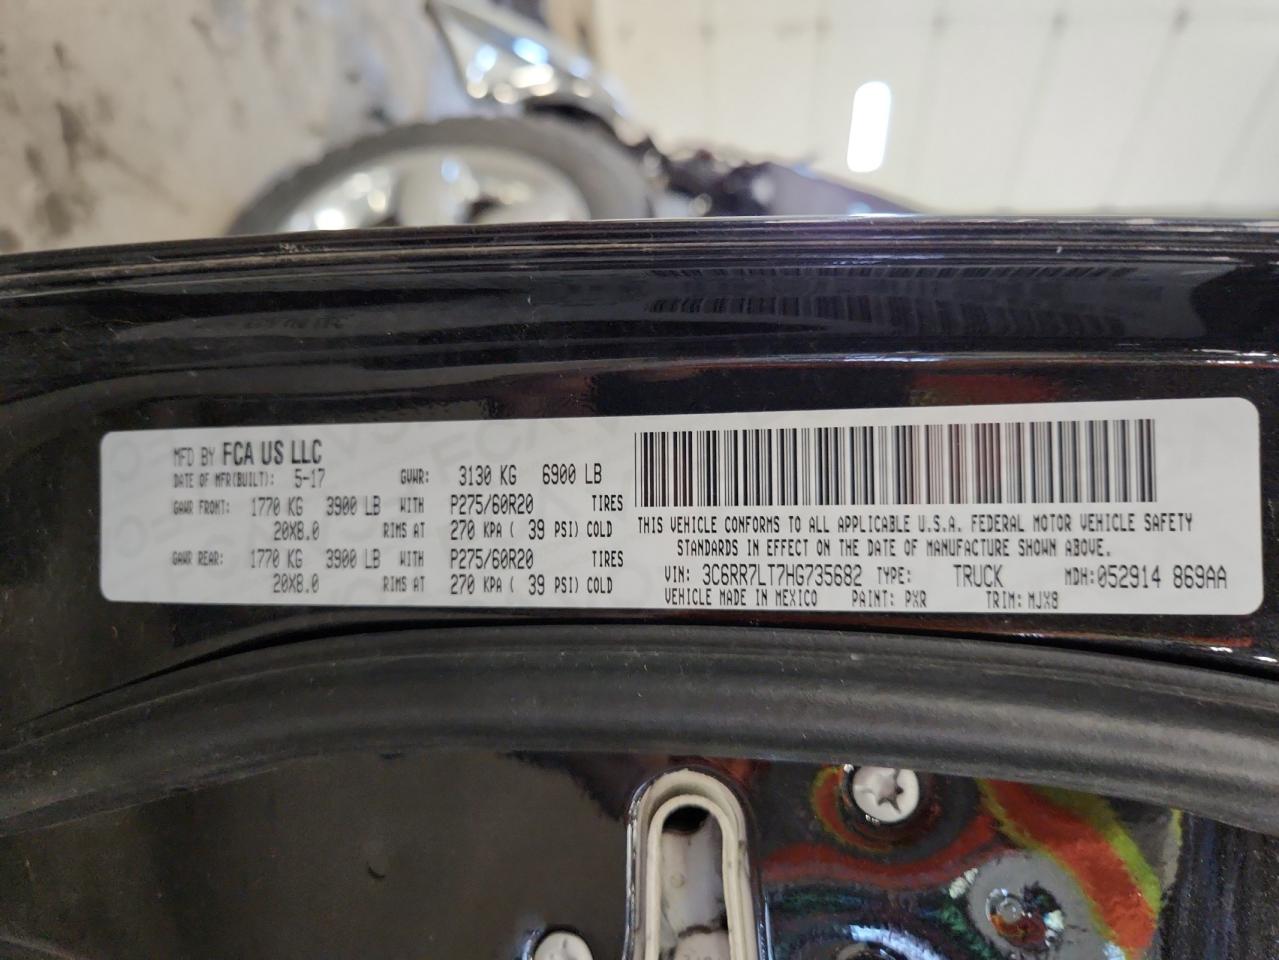 MFD BY FCA US LLC
DATE OF MFR(BUILT): 5-17 GVWR: 3130 KG 6900 LB
GAWR FRONT: 1770 KG 3900 LB WITH P275/60R20 TIRES
20X8.0 RIMS AT 270 KPA ( 39 PSI) COLD
GAWR REAR: 1770 KG 3900 LB WITH P275/60R20 TIRES
20X8.0 RIMS AT 270 KPA ( 39 PSI) COLD
THIS VEHICLE CONFORMS TO ALL APPLICABLE U.S.A. FEDERAL MOTOR VEHICLE SAFETY
STANDARDS IN EFFECT ON THE DATE OF MANUFACTURE SHOWN ABOVE.
VIN: 3C6RR7LT7HG735682 TYPE: TRUCK MDH:052914 869AA
VEHICLE MADE IN MEXICO PAINT: PXR TRIM: MJX8